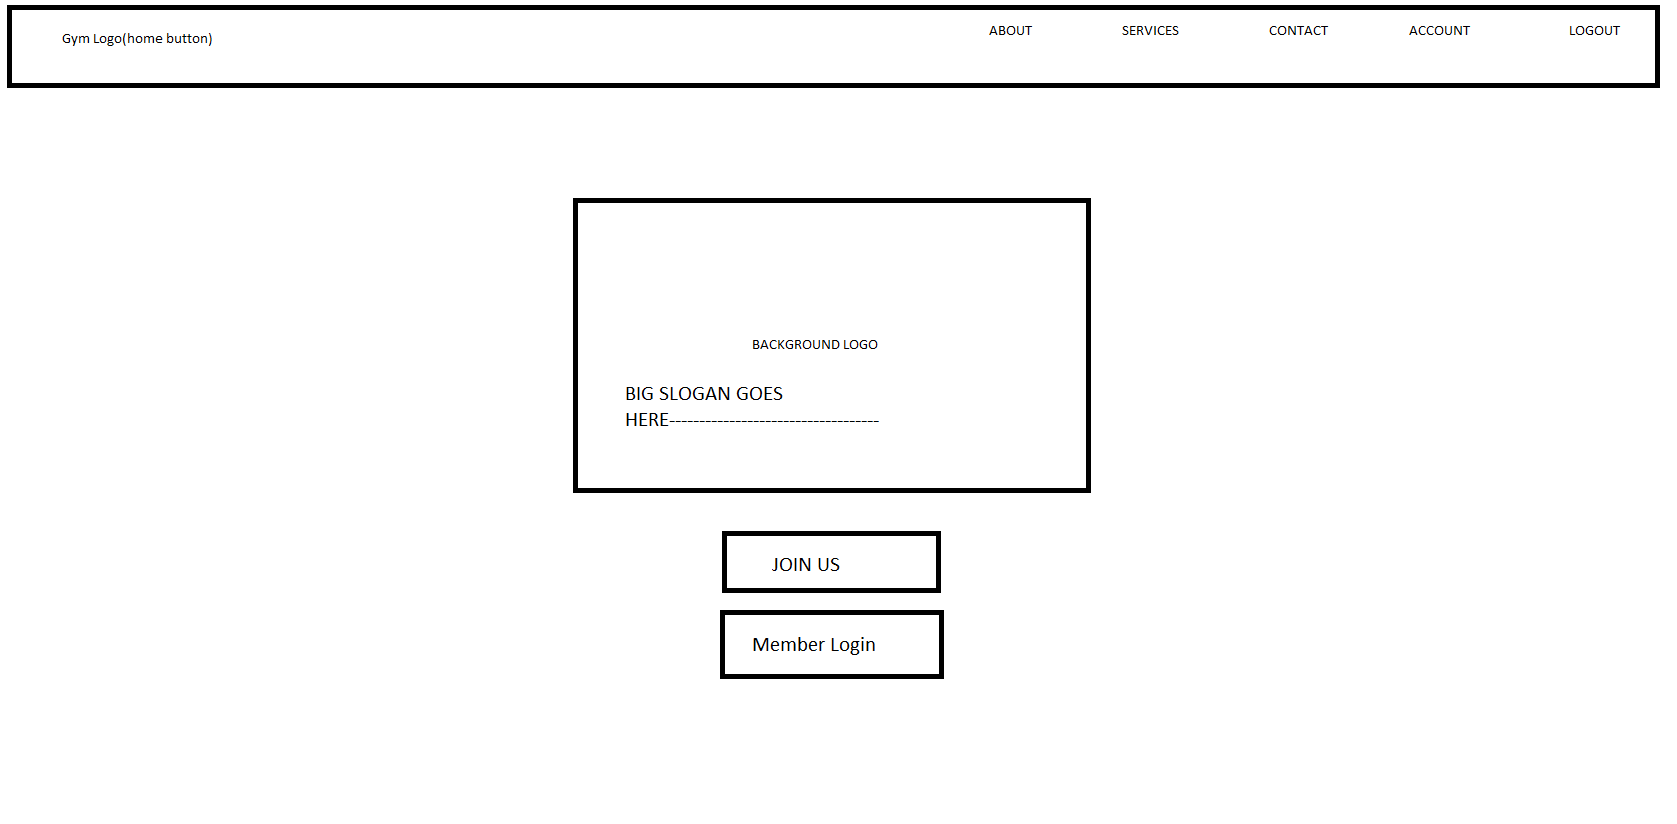 Gym Logo(home button)
ABOUT
SERVICES
CONTACT
ACCOUNT
LOGOUT
BACKGROUND LOGO
BIG SLOGAN GOES
HERE-----------------------------------
JOIN US
Member Login